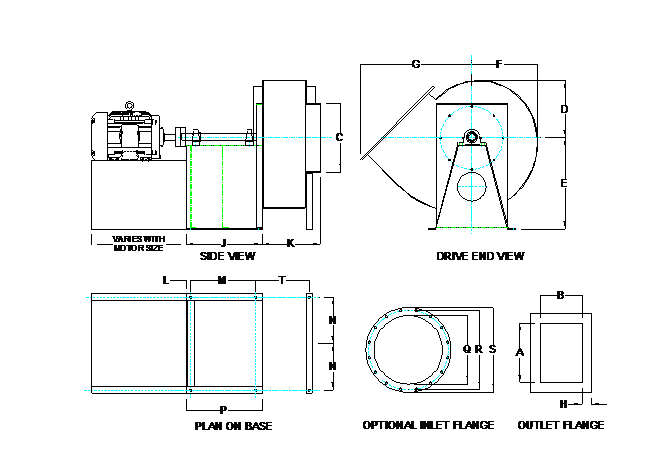 G F
D
C
E
VARIES WITH
MOTOR SIZE
J K
SIDE VIEW
DRIVE END VIEW
L M T
B
N
Q R S
A
N
H
P
PLAN ON BASE
OPTIONAL INLET FLANGE
OUTLET FLANGE